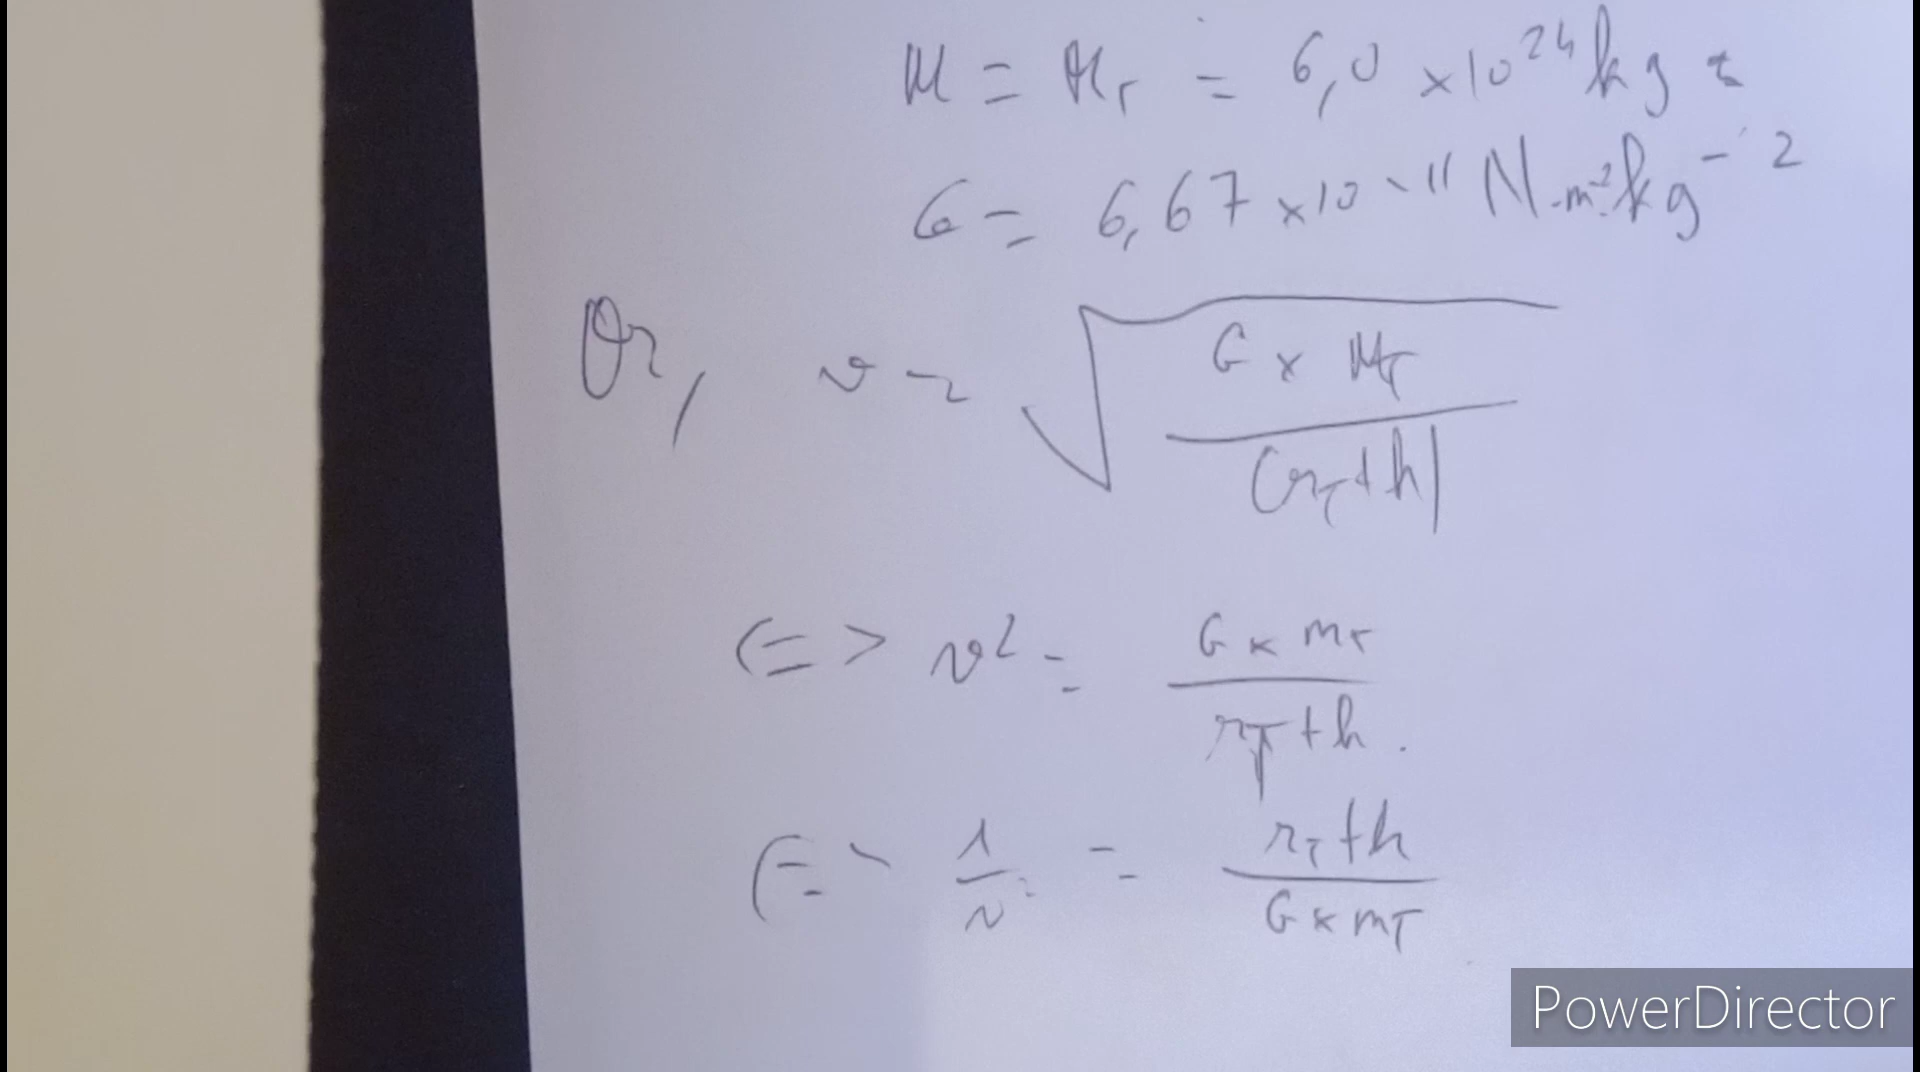 M = M_T = 6,0 ×10^24 kg
G = 6,67 ×10^-11 N.m².kg^-2
Or, v = √(G × M_T / (r_T + h))
<=> v² = G × m_T / r_T + h.
<=> 1/v = r_T + h / G × m_T
PowerDirector